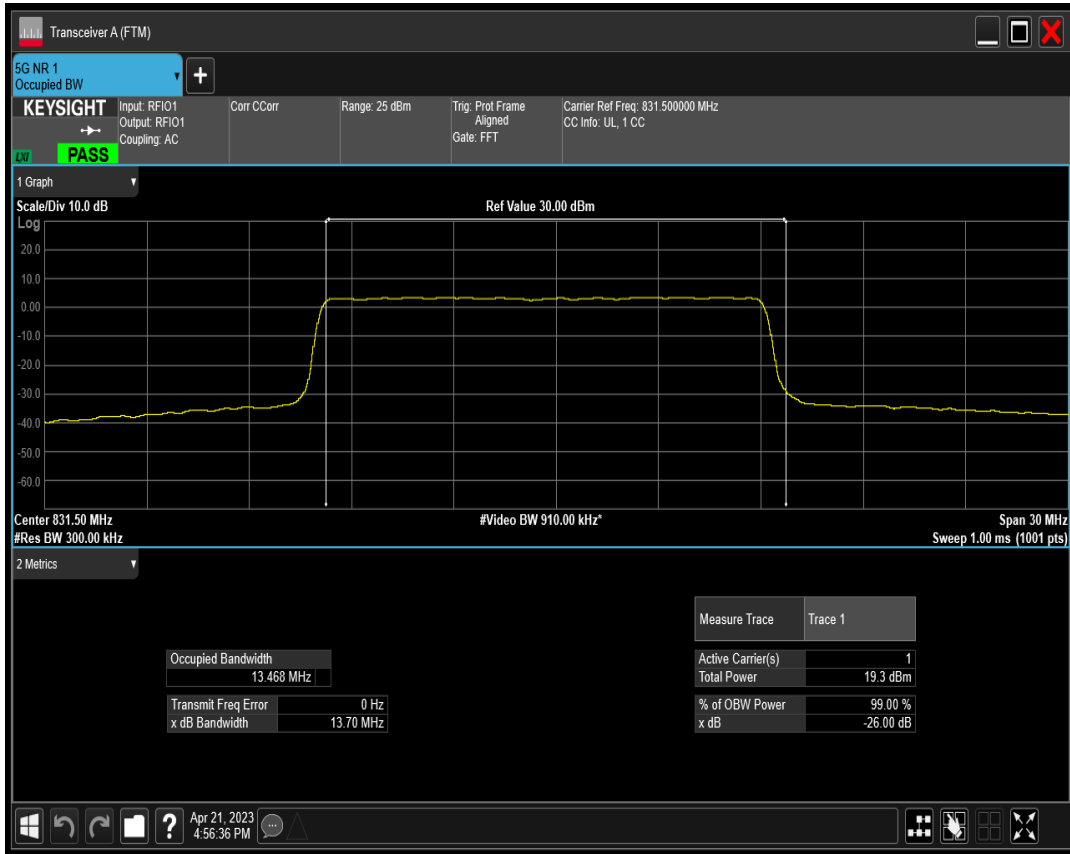 Transceiver A (FTM)
5G NR 1
Occupied BW
+
KEYSIGHT
LXI
PASS
Input: RFIO1
Output: RFIO1
Coupling: AC
Corr CCorr
Range: 25 dBm
Trig: Prot Frame
Aligned
Gate: FFT
Carrier Ref Freq: 831.500000 MHz
CC Info: UL, 1 CC
1 Graph
Scale/Div 10.0 dB
Ref Value 30.00 dBm
Log
20.0
10.0
0.00
-10.0
-20.0
-30.0
-40.0
-50.0
-60.0
Center 831.50 MHz
#Video BW 910.00 kHz*
Span 30 MHz
#Res BW 300.00 kHz
Sweep 1.00 ms (1001 pts)
2 Metrics
Measure Trace Trace 1
Occupied Bandwidth
13.468 MHz
Active Carrier(s) 1
Total Power 19.3 dBm
Transmit Freq Error 0 Hz
x dB Bandwidth 13.70 MHz
% of OBW Power 99.00 %
x dB -26.00 dB
?
Apr 21, 2023
4:56:36 PM